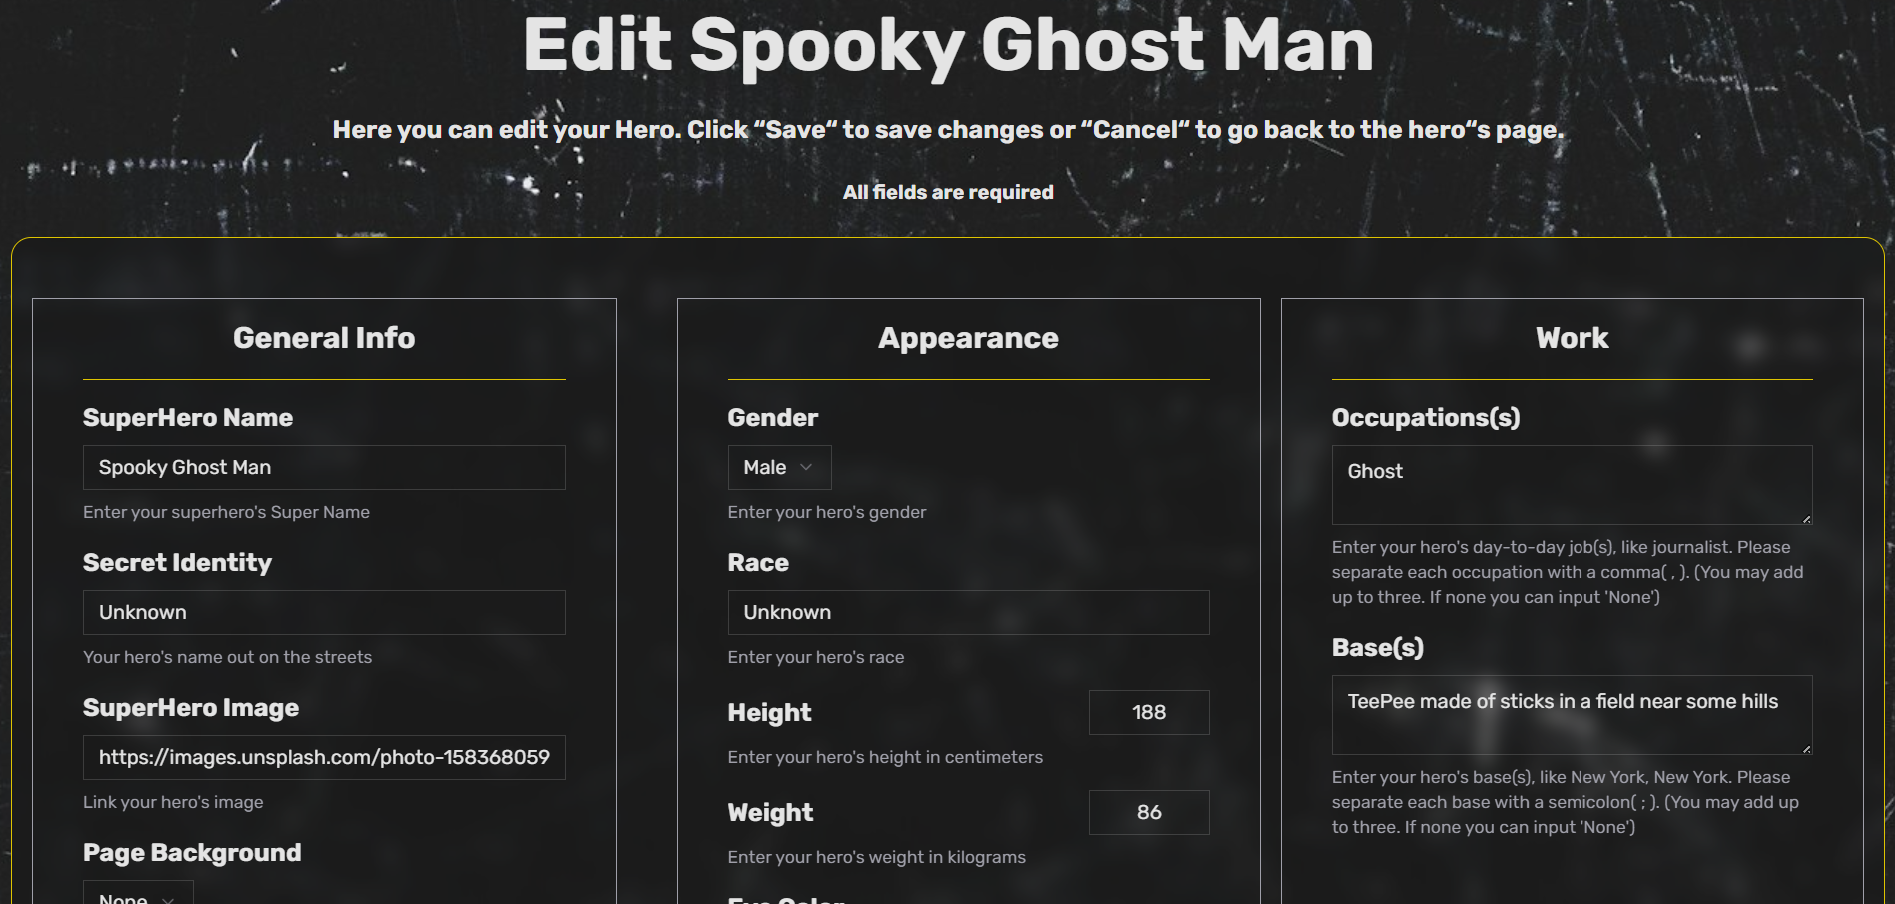 Edit Spooky Ghost Man
Here you can edit your Hero. Click “Save“ to save changes or “Cancel“ to go back to the hero“s page.
All fields are required
General Info
SuperHero Name
Spooky Ghost Man
Enter your superhero's Super Name
Secret Identity
Unknown
Your hero's name out on the streets
SuperHero Image
https://images.unsplash.com/photo-158368059
Link your hero's image
Page Background
None
Appearance
Gender
Male
Enter your hero's gender
Race
Unknown
Enter your hero's race
Height
188
Enter your hero's height in centimeters
Weight
86
Enter your hero's weight in kilograms
Eye Color
Work
Occupations(s)
Ghost
Enter your hero's day-to-day job(s), like journalist. Please
separate each occupation with a comma( , ). (You may add
up to three. If none you can input 'None')
Base(s)
TeePee made of sticks in a field near some hills
Enter your hero's base(s), like New York, New York. Please
separate each base with a semicolon( ; ). (You may add up
to three. If none you can input 'None')